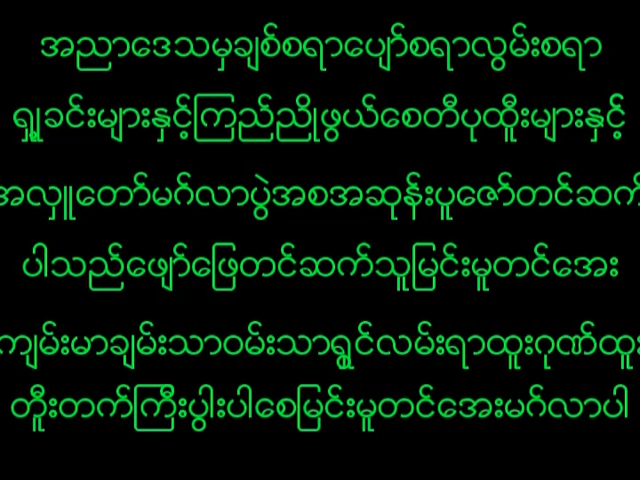 အညာဒေသမှချစ်စရာပျော်စရာလွမ်းစရာ
ရှုခင်းများနှင့်ကြည်ညိုဖွယ်စေတီပုထိုးများနှင့်
အလှူတော်မင်္ဂလာပွဲအစအဆုန်းပူဇော်တင်ဆက်
ပါသည်ဖျော်ဖြေတင်ဆက်သူမြင်းမူတင်အေး
ကျမ်းမာချမ်းသာဝမ်းသာရွှင်လမ်းရာထူးဂုဏ်ထူး
တိုးတက်ကြီးပွါးပါစေမြင်းမူတင်အေးမင်္ဂလာပါ